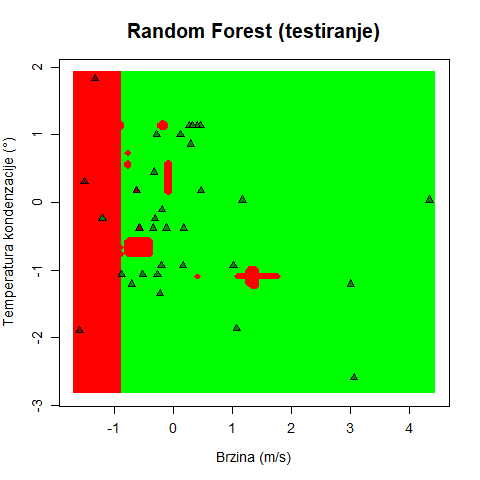 Random Forest (testiranje)
Temperatura kondenzacije (°)
2
1
0
-1
-2
-3
-1 0 1 2 3 4
Brzina (m/s)